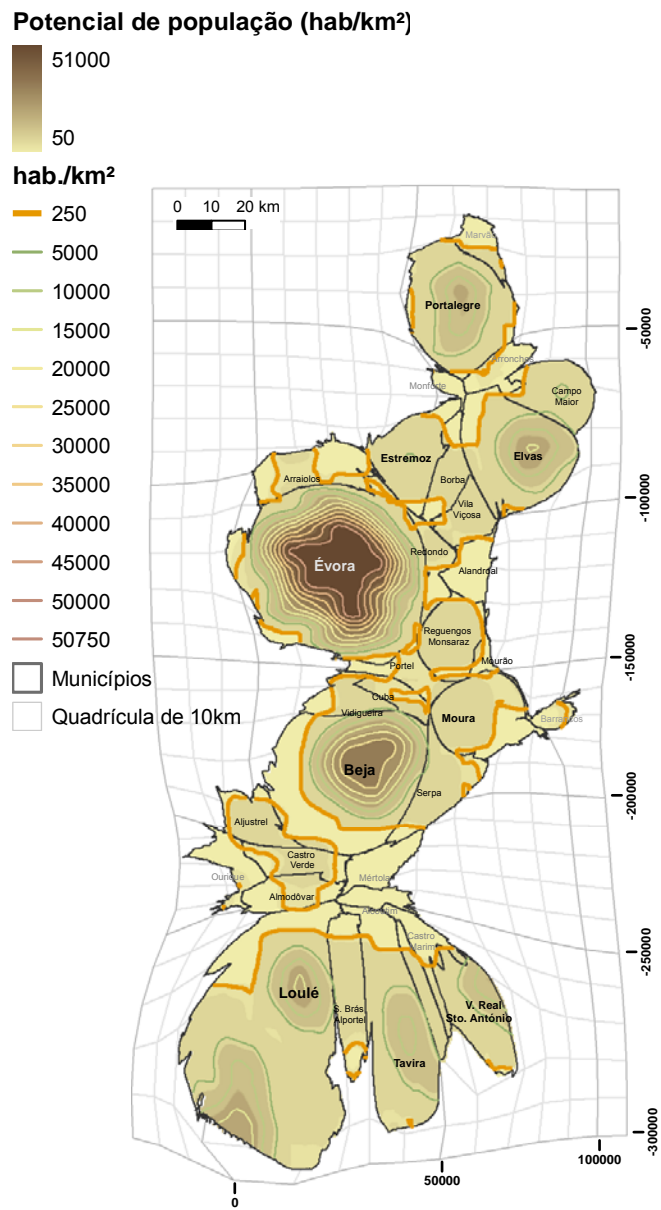 Potencial de população (hab/km²)
51000
50
hab./km²
250
5000
10000
15000
20000
25000
30000
35000
40000
45000
50000
50750
Municípios
Quadrícula de 10km
0 10 20 km
Marvão
Portalegre
-50000
Arronches
Monforte
Campo
Maior
Estremoz
Elvas
Arraiolos
Borba
-100000
Vila
Viçosa
Redondo
Évora
Alandroal
Reguengos
Monsaraz
-150000
Portel
Mourão
Cuba
Vidigueira
Moura
Barrancos
Beja
Serpa
-200000
Aljustrel
Castro
Verde
Ourique
Mértola
Almodôvar
Alcoutim
Castro
Marim
-250000
Loulé
S. Brás
Alportel
V. Real
Sto. António
Tavira
-300000
0
50000
100000